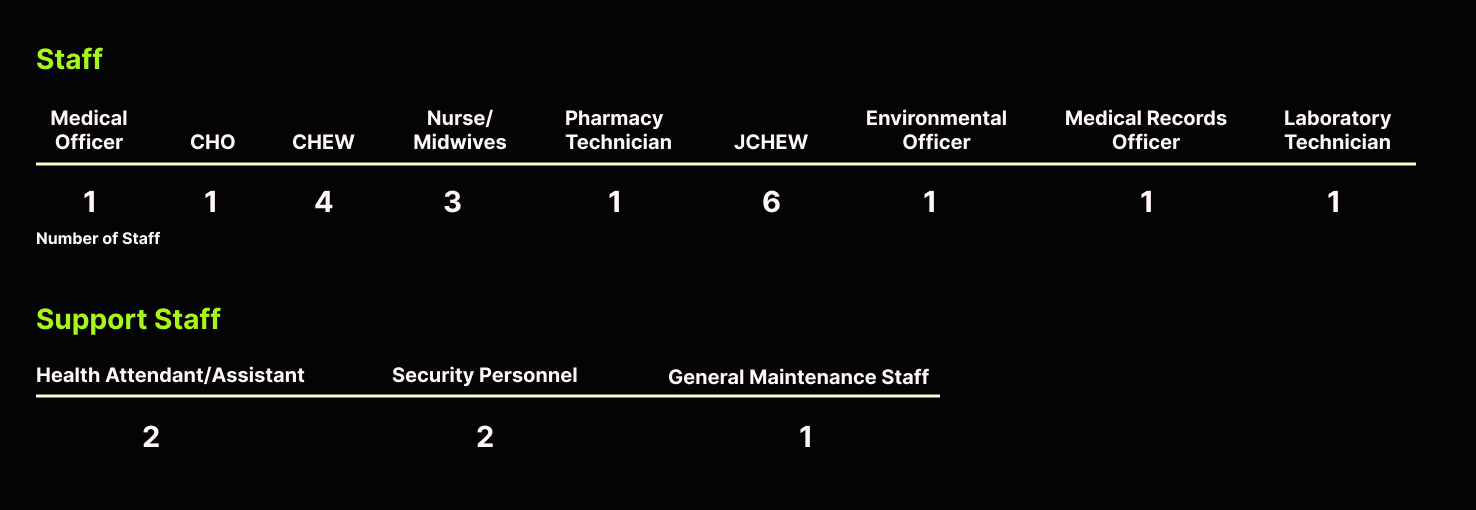 Staff
Medical Officer CHO CHEW Nurse/ Midwives Pharmacy Technician JCHEW Environmental Officer Medical Records Officer Laboratory Technician
1 1 4 3 1 6 1 1 1
Number of Staff
Support Staff
Health Attendant/Assistant Security Personnel General Maintenance Staff
2 2 1